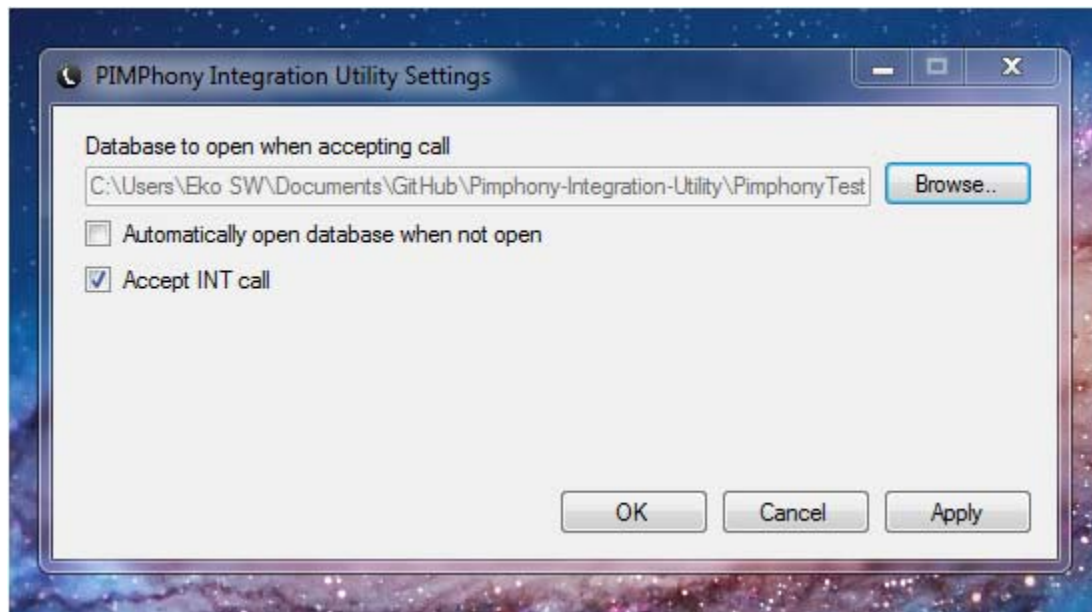 PIMPhony Integration Utility Settings
Database to open when accepting call
C:\Users\Eko SW\Documents\GitHub\Pimphony-Integration-Utility\PimphonyTest
Browse..
Automatically open database when not open
Accept INT call
OK Cancel Apply